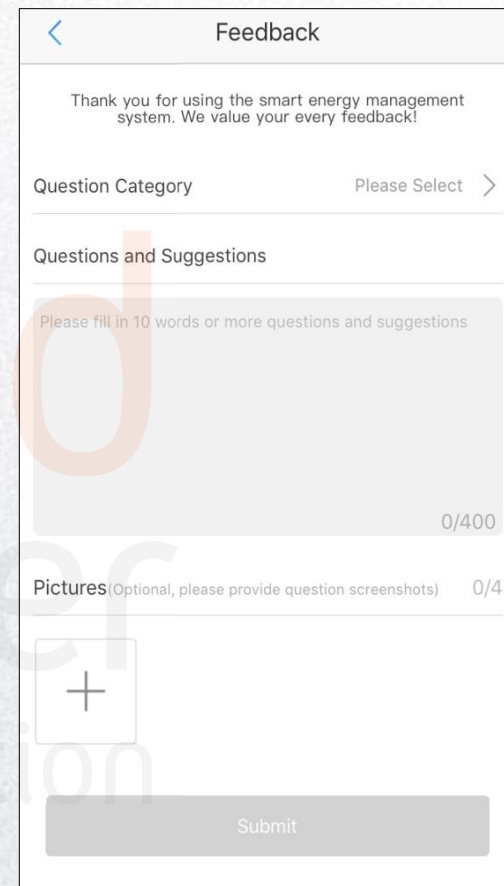 Feedback
Thank you for using the smart energy management
system. We value your every feedback!
Question Category Please Select
Questions and Suggestions
Please fill in 10 words or more questions and suggestions
0/400
Pictures(Optional, please provide question screenshots) 0/4
Submit
d
er
ion